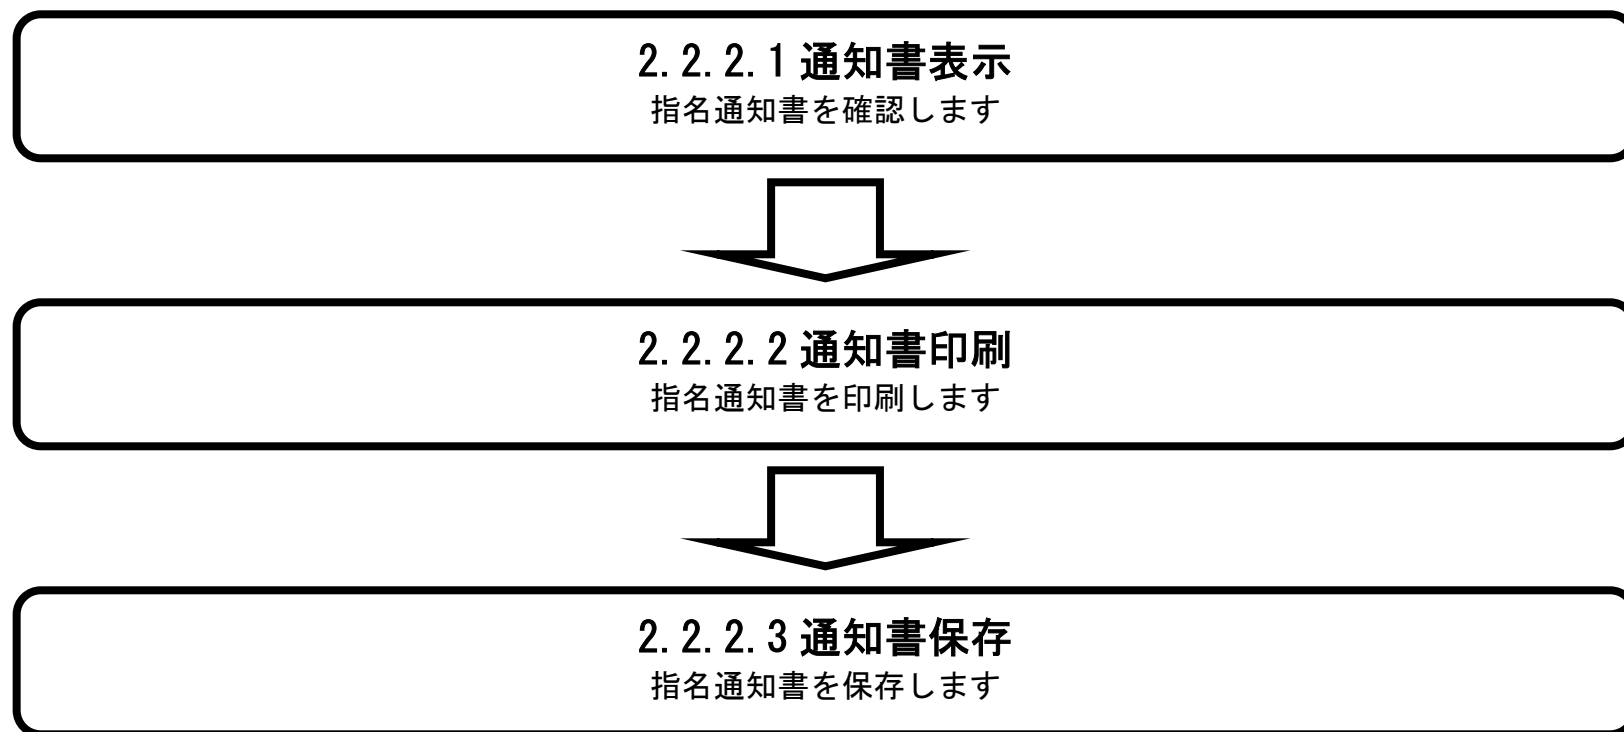 2.2.2.1 通知書表示
指名通知書を確認します
2.2.2.2 通知書印刷
指名通知書を印刷します
2.2.2.3 通知書保存
指名通知書を保存します